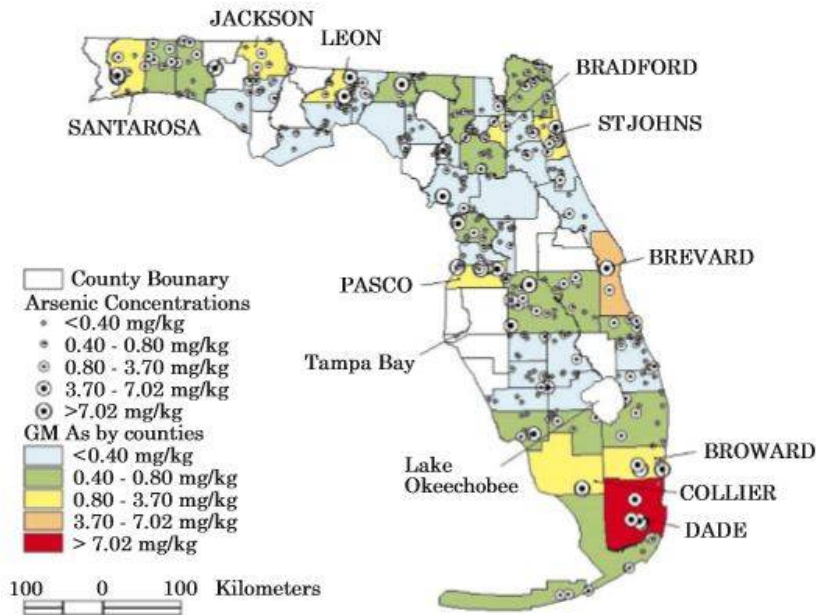 JACKSON
LEON
BRADFORD
SANTAROSA
STJOHNS
BREVARD
PASCO
County Bounary
Arsenic Concentrations
<0.40 mg/kg
0.40 - 0.80 mg/kg
0.80 - 3.70 mg/kg
3.70 - 7.02 mg/kg
>7.02 mg/kg
Tampa Bay
GM As by counties
<0.40 mg/kg
0.40 - 0.80 mg/kg
0.80 - 3.70 mg/kg
3.70 - 7.02 mg/kg
> 7.02 mg/kg
Lake
Okeechobee
BROWARD
COLLIER
DADE
100 0 100 Kilometers